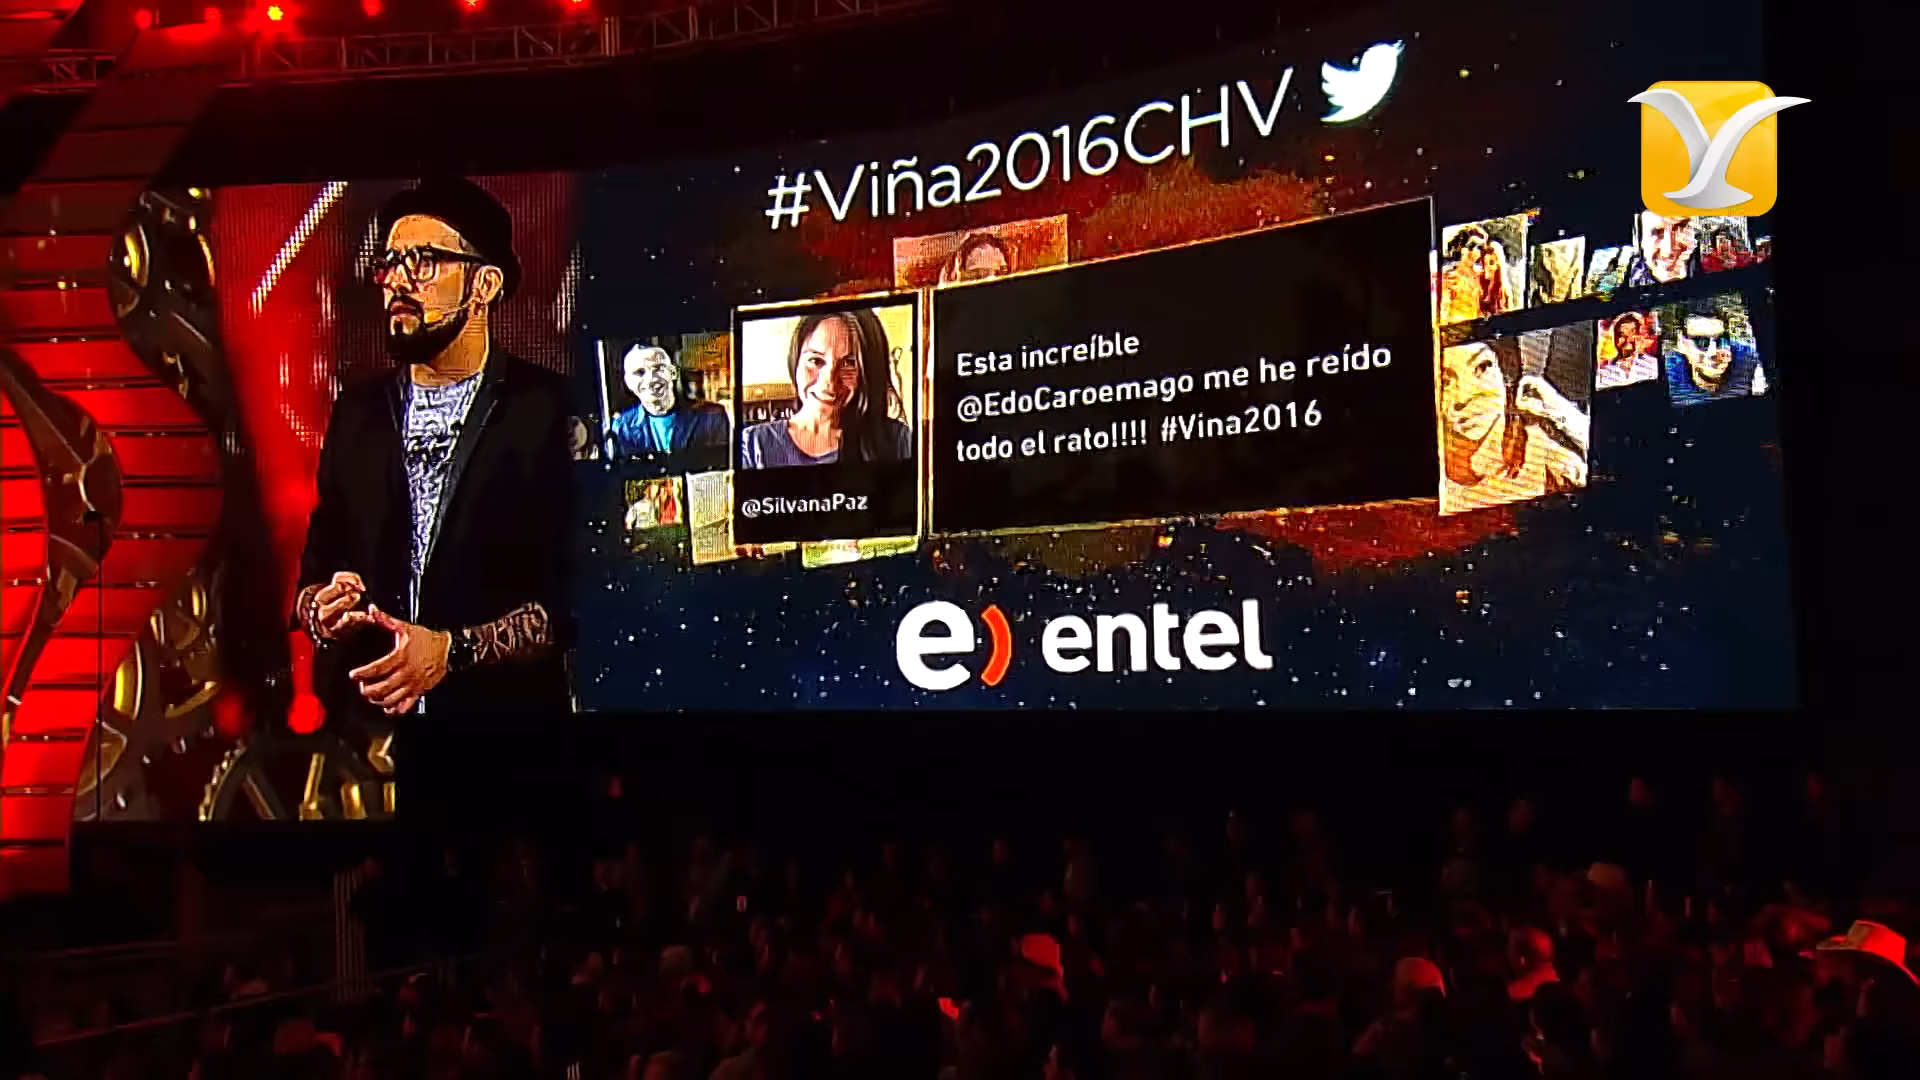 #Viña2016CHV
Esta increíble
@EdoCaroemago me he reído
todo el rato!!!! #Vina2016
@SilvanaPaz
e) entel